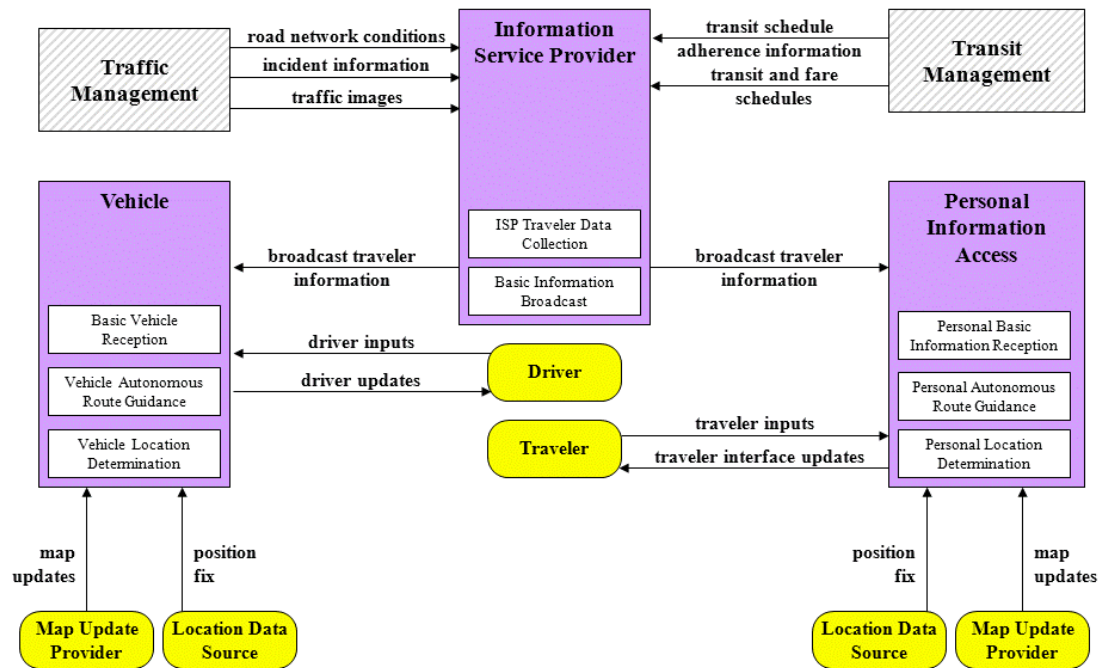 Traffic
Management
road network conditions
incident information
traffic images
Information
Service Provider
ISP Traveler Data
Collection
Basic Information
Broadcast
transit schedule
adherence information
transit and fare
schedules
Transit
Management
Vehicle
Basic Vehicle
Reception
Vehicle Autonomous
Route Guidance
Vehicle Location
Determination
broadcast traveler
information
broadcast traveler
information
Personal
Information
Access
Personal Basic
Information Reception
Personal Autonomous
Route Guidance
Personal Location
Determination
driver inputs
driver updates
Driver
Traveler
traveler inputs
traveler interface updates
map
updates
position
fix
position
fix
map
updates
Map Update
Provider
Location Data
Source
Location Data
Source
Map Update
Provider